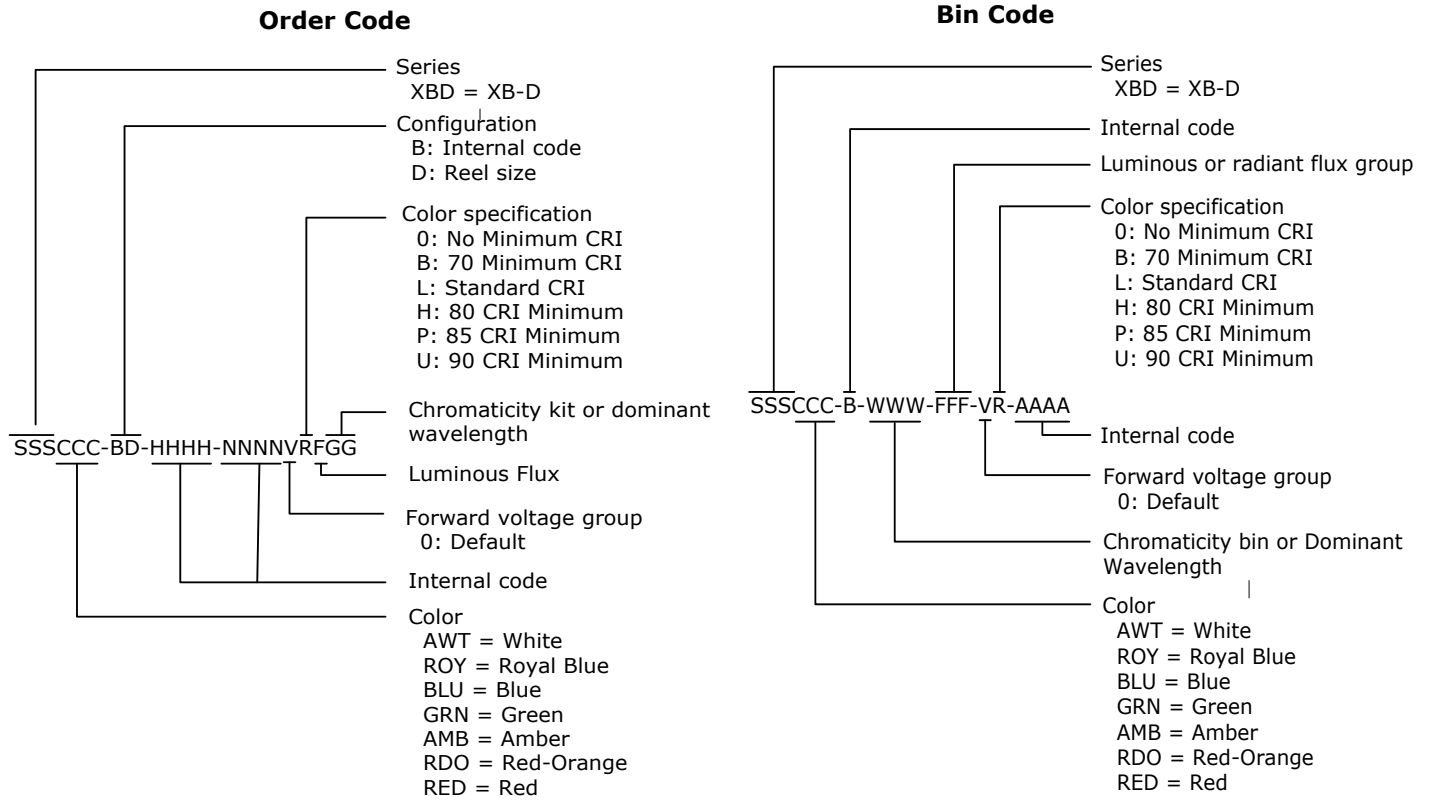 Order Code
Series
XBD = XB-D
Configuration
B: Internal code
D: Reel size
Color specification
0: No Minimum CRI
B: 70 Minimum CRI
L: Standard CRI
H: 80 CRI Minimum
P: 85 CRI Minimum
U: 90 CRI Minimum
Chromaticity kit or dominant
wavelength
SSSCCC-BD-HHHH-NNNNVRFGG
Luminous Flux
Forward voltage group
0: Default
Internal code
Color
AWT = White
ROY = Royal Blue
BLU = Blue
GRN = Green
AMB = Amber
RDO = Red-Orange
RED = Red
Bin Code
Series
XBD = XB-D
Internal code
Luminous or radiant flux group
Color specification
0: No Minimum CRI
B: 70 Minimum CRI
L: Standard CRI
H: 80 CRI Minimum
P: 85 CRI Minimum
U: 90 CRI Minimum
SSSCCC-B-WWW-FFF-VR-AAAA
Internal code
Forward voltage group
0: Default
Chromaticity bin or Dominant
Wavelength
Color
AWT = White
ROY = Royal Blue
BLU = Blue
GRN = Green
AMB = Amber
RDO = Red-Orange
RED = Red